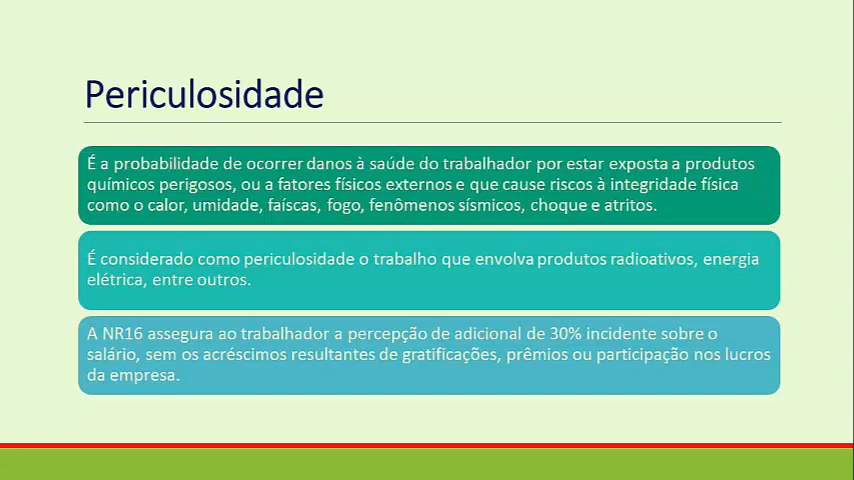 Periculosidade
É a probabilidade de ocorrer danos à saúde do trabalhador por estar exposta a produtos
químicos perigosos, ou a fatores físicos externos e que cause riscos à integridade física
como o calor, umidade, faíscas, fogo, fenômenos sísmicos, choque e atritos.
É considerado como periculosidade o trabalho que envolva produtos radioativos, energia
elétrica, entre outros.
A NR16 assegura ao trabalhador a percepção de adicional de 30% incidente sobre o
salário, sem os acréscimos resultantes de gratificações, prêmios ou participação nos lucros
da empresa.